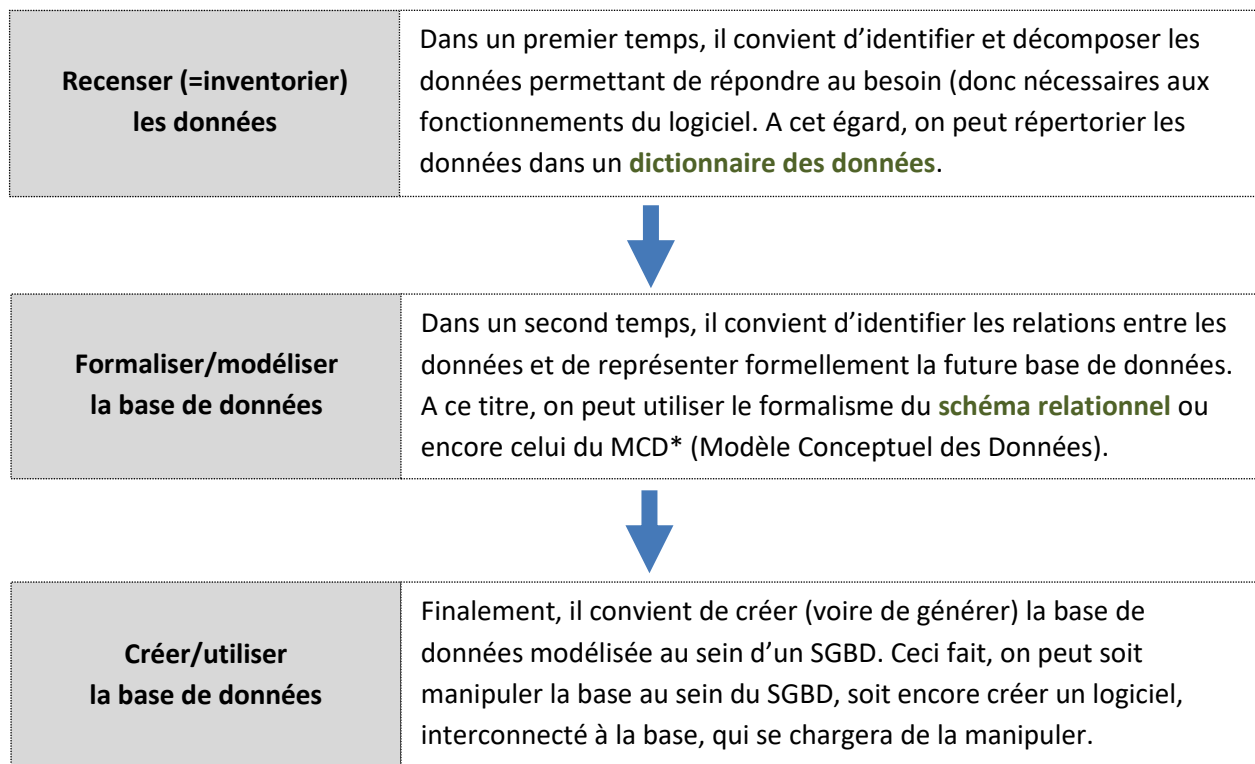 Recenser (=inventorier)
les données
Dans un premier temps, il convient d’identifier et décomposer les
données permettant de répondre au besoin (donc nécessaires aux
fonctionnements du logiciel. A cet égard, on peut répertorier les
données dans un dictionnaire des données.
Formaliser/modéliser
la base de données
Dans un second temps, il convient d’identifier les relations entre les
données et de représenter formellement la future base de données.
A ce titre, on peut utiliser le formalisme du schéma relationnel ou
encore celui du MCD* (Modèle Conceptuel des Données).
Créer/utiliser
la base de données
Finalement, il convient de créer (voire de générer) la base de
données modélisée au sein d’un SGBD. Ceci fait, on peut soit
manipuler la base au sein du SGBD, soit encore créer un logiciel,
interconnecté à la base, qui se chargera de la manipuler.